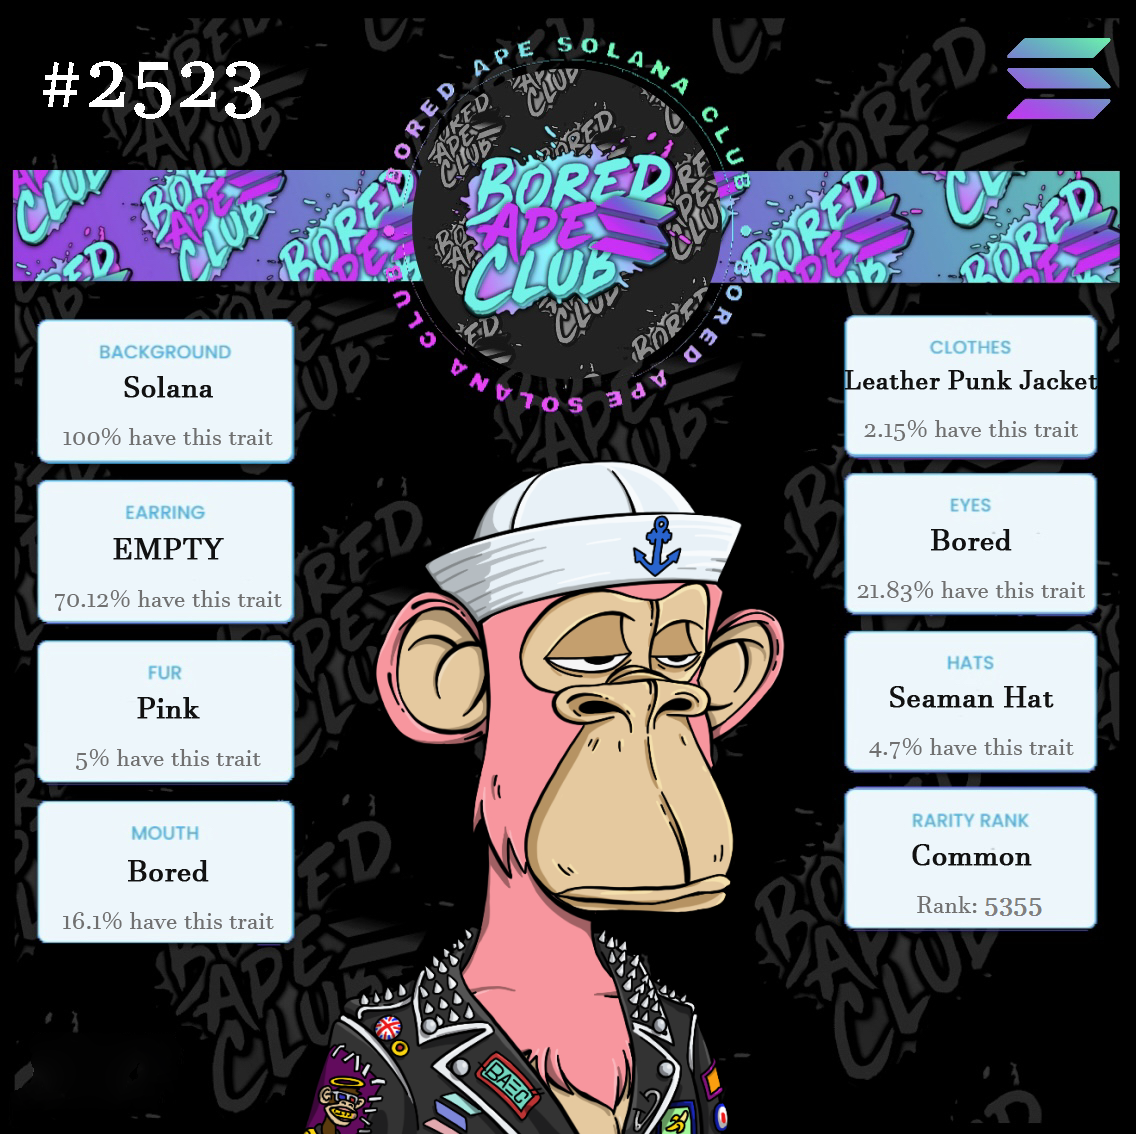 #2523
BORED APE SOLANA CLUB
BORED
APE
CLUB
BORED APE SOLANA CLUB
BACKGROUND
Solana
100% have this trait
EARRING
EMPTY
70.12% have this trait
FUR
Pink
5% have this trait
MOUTH
Bored
16.1% have this trait
CLOTHES
Leather Punk Jacket
2.15% have this trait
EYES
Bored
21.83% have this trait
HATS
Seaman Hat
4.7% have this trait
RARITY RANK
Common
Rank: 5355